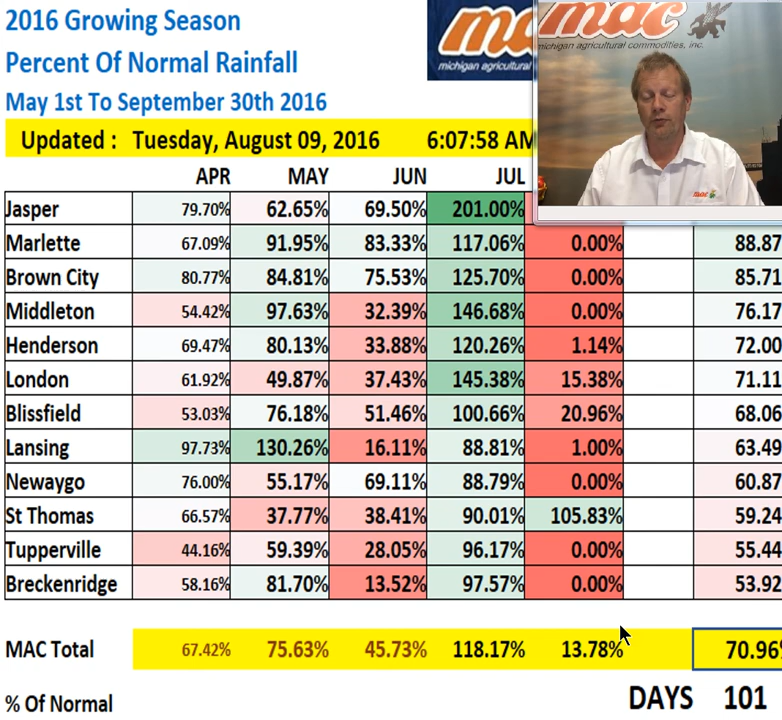 2016 Growing Season
Percent Of Normal Rainfall
May 1st To September 30th 2016
michigan agricultural
mac
michigan agricultural commodities, inc.
mac
Updated : Tuesday, August 09, 2016 6:07:58 AM
APR MAY JUN JUL
Jasper 79.70% 62.65% 69.50% 201.00%
Marlette 67.09% 91.95% 83.33% 117.06% 0.00% 88.87
Brown City 80.77% 84.81% 75.53% 125.70% 0.00% 85.71
Middleton 54.42% 97.63% 32.39% 146.68% 0.00% 76.17
Henderson 69.47% 80.13% 33.88% 120.26% 1.14% 72.00
London 61.92% 49.87% 37.43% 145.38% 15.38% 71.11
Blissfield 53.03% 76.18% 51.46% 100.66% 20.96% 68.06
Lansing 97.73% 130.26% 16.11% 88.81% 1.00% 63.49
Newaygo 76.00% 55.17% 69.11% 88.79% 0.00% 60.87
St Thomas 66.57% 37.77% 38.41% 90.01% 105.83% 59.24
Tupperville 44.16% 59.39% 28.05% 96.17% 0.00% 55.44
Breckenridge 58.16% 81.70% 13.52% 97.57% 0.00% 53.92
MAC Total 67.42% 75.63% 45.73% 118.17% 13.78% 70.96%
% Of Normal DAYS 101